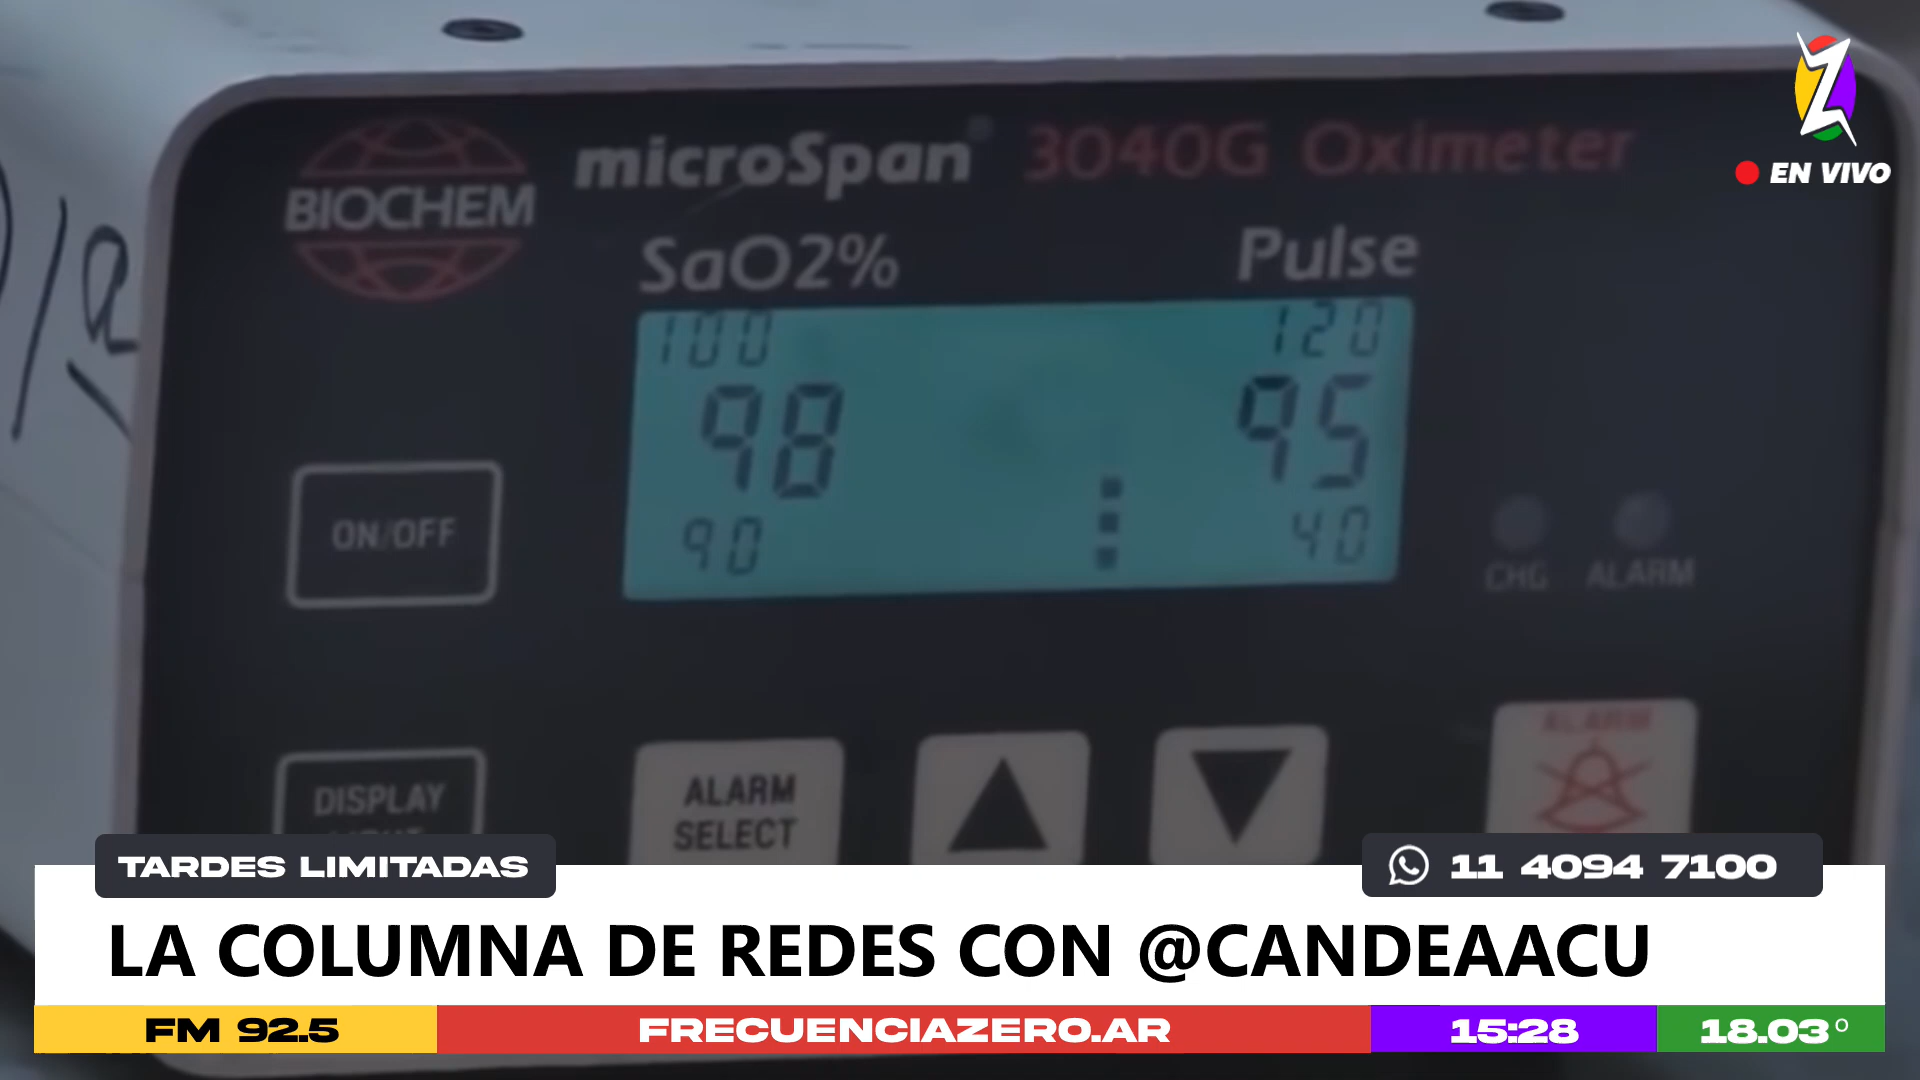 BIOCHEM
microSpan 3040G Oximeter
SaO2% Pulse
100 120
98 95
90 40
ON/OFF
CHG ALARM
DISPLAY
ALARM
SELECT
ALARM
EN VIVO
TARDES LIMITADAS
11 4094 7100
LA COLUMNA DE REDES CON @CANDEAACU
FM 92.5
FRECUENCIAZERO.AR
15:28
18.03°